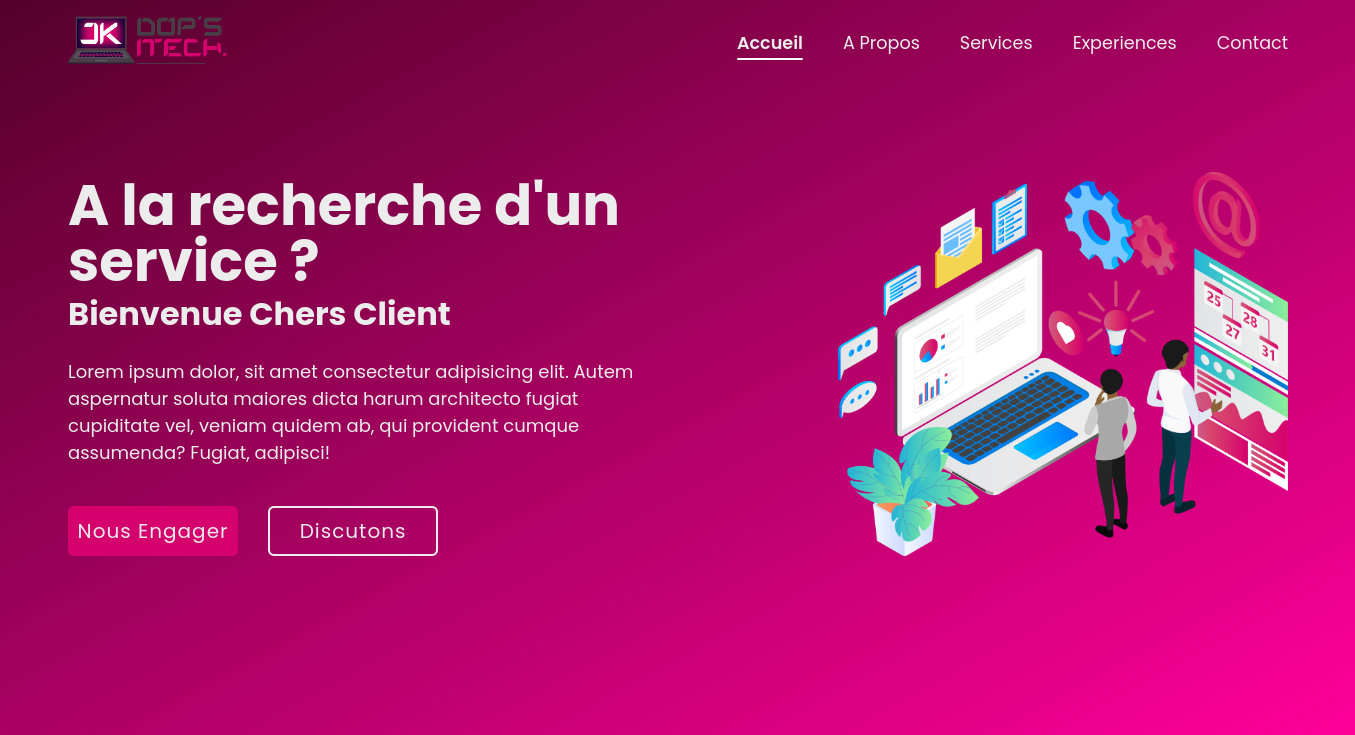 JK DOP'S
ITECH.
Accueil A Propos Services Experiences Contact
A la recherche d'un
service ?
Bienvenue Chers Client
Lorem ipsum dolor, sit amet consectetur adipisicing elit. Autem
aspernatur soluta maiores dicta harum architecto fugiat
cupiditate vel, veniam quidem ab, qui provident cumque
assumenda? Fugiat, adipisci!
Nous Engager Discutons
@
25
28
27
31